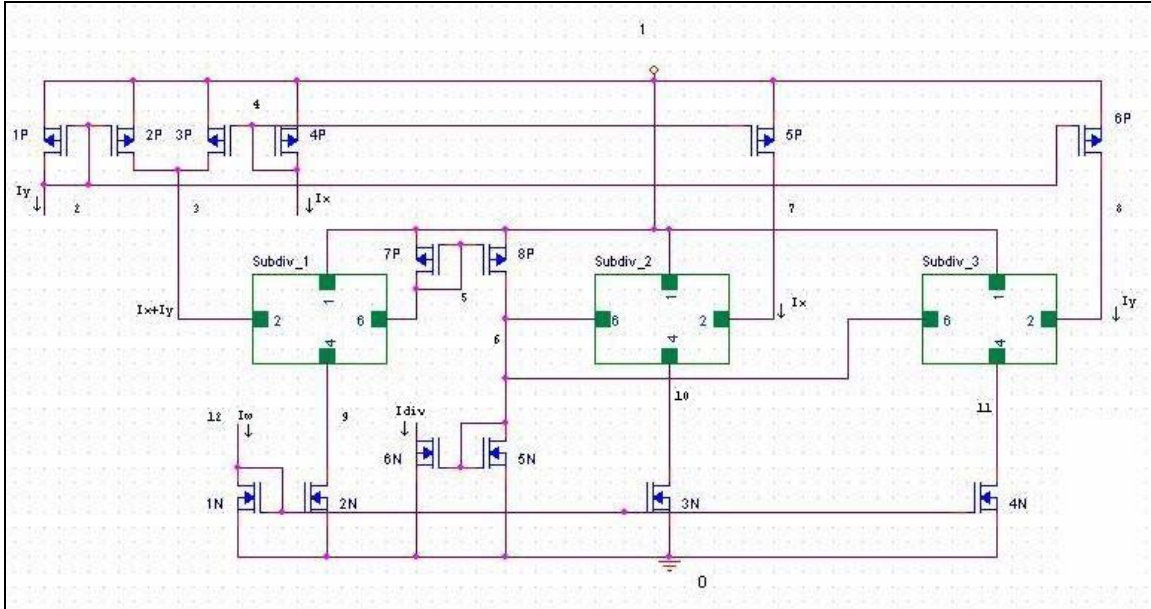 1
1P
2P
3P
4
4P
5P
6P
Iy
2
3
Ix
7
8
Subdiv_1
7P
8P
Subdiv_2
Subdiv_3
1
5
1
1
Ix+Iy
2
6
6
2
Ix
6
2
Iy
4
6
4
4
10
11
12
Iw
9
Idiv
6N
5N
1N
2N
3N
4N
0